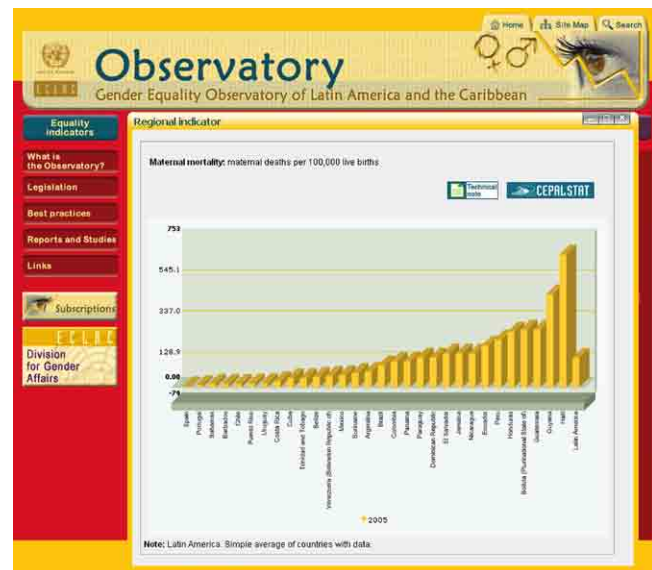 Home
Site Map
Search
Observatory
ECLAC
Gender Equality Observatory of Latin America and the Caribbean
Equality
indicators
Regional indicator
What is
the Observatory?
Legislation
Best practices
Reports and Studies
Links
Subscriptions
ECLAC
Division
for Gender
Affairs
Maternal mortality: maternal deaths per 100,000 live births
Technical
note
CEPALSTAT
753
545.1
337.0
128.9
0.00
-79
Spain
Portugal
Bahamas
Barbados
Chile
Puerto Rico
Uruguay
Costa Rica
Cuba
Trinidad and Tobago
Belize
Venezuela (Bolivarian Republic of)
Mexico
Suriname
Argentina
Brazil
Colombia
Panama
Paraguay
Dominican Republic
El Salvador
Jamaica
Nicaragua
Ecuador
Peru
Honduras
Bolivia (Plurinational State of)
Guatemala
Guyana
Haiti
Latin America
2005
Note: Latin America. Simple average of countries with data.